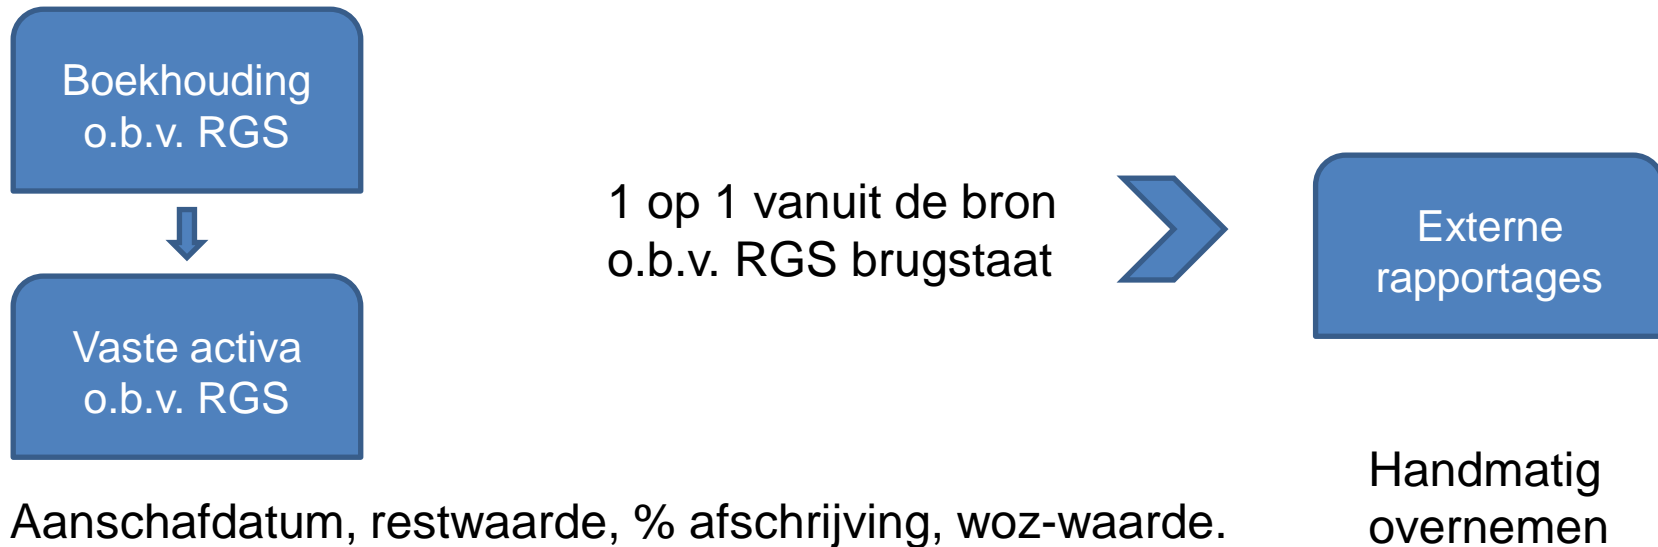 Boekhouding
o.b.v. RGS
Vaste activa
o.b.v. RGS
1 op 1 vanuit de bron
o.b.v. RGS brugstaat
Externe
rapportages
Aanschafdatum, restwaarde, % afschrijving, woz-waarde.
Handmatig
overnemen